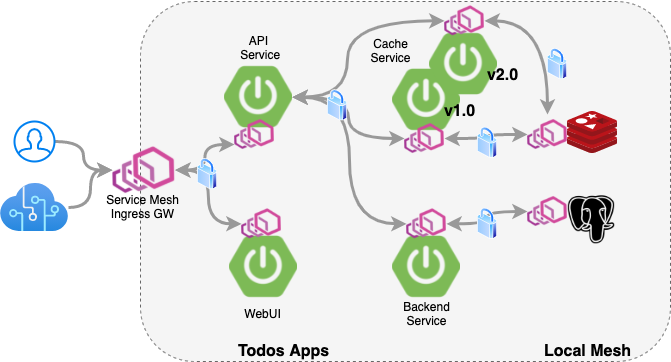 API
Service
Cache
Service
v2.0
v1.0
Service Mesh
Ingress GW
WebUI
Backend
Service
Todos Apps
Local Mesh